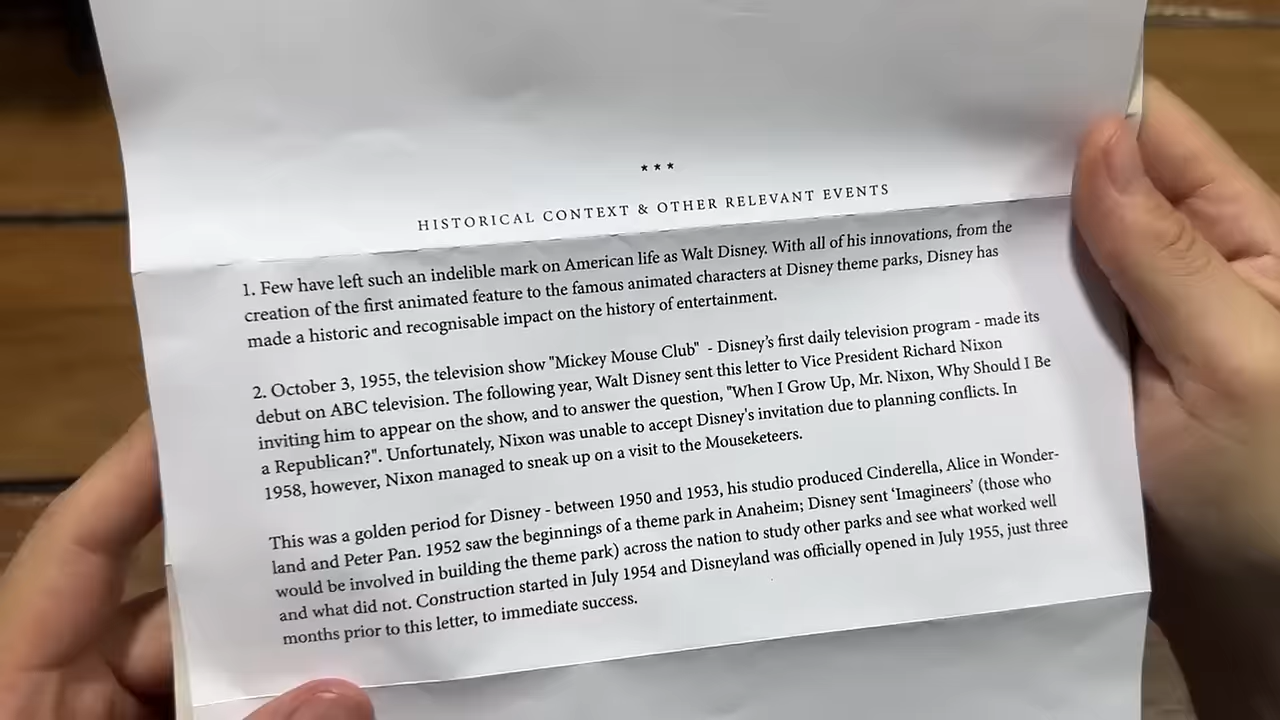 ***
HISTORICAL CONTEXT & OTHER RELEVANT EVENTS
1. Few have left such an indelible mark on American life as Walt Disney. With all of his innovations, from the
creation of the first animated feature to the famous animated characters at Disney theme parks, Disney has
made a historic and recognisable impact on the history of entertainment.
2. October 3, 1955, the television show "Mickey Mouse Club" - Disney's first daily television program - made its
debut on ABC television. The following year, Walt Disney sent this letter to Vice President Richard Nixon
inviting him to appear on the show, and to answer the question, "When I Grow Up, Mr. Nixon, Why Should I Be
a Republican?". Unfortunately, Nixon was unable to accept Disney's invitation due to planning conflicts. In
1958, however, Nixon managed to sneak up on a visit to the Mouseketeers.
This was a golden period for Disney - between 1950 and 1953, his studio produced Cinderella, Alice in Wonder-
land and Peter Pan. 1952 saw the beginnings of a theme park in Anaheim; Disney sent ‘Imagineers’ (those who
would be involved in building the theme park) across the nation to study other parks and see what worked well
and what did not. Construction started in July 1954 and Disneyland was officially opened in July 1955, just three
months prior to this letter, to immediate success.